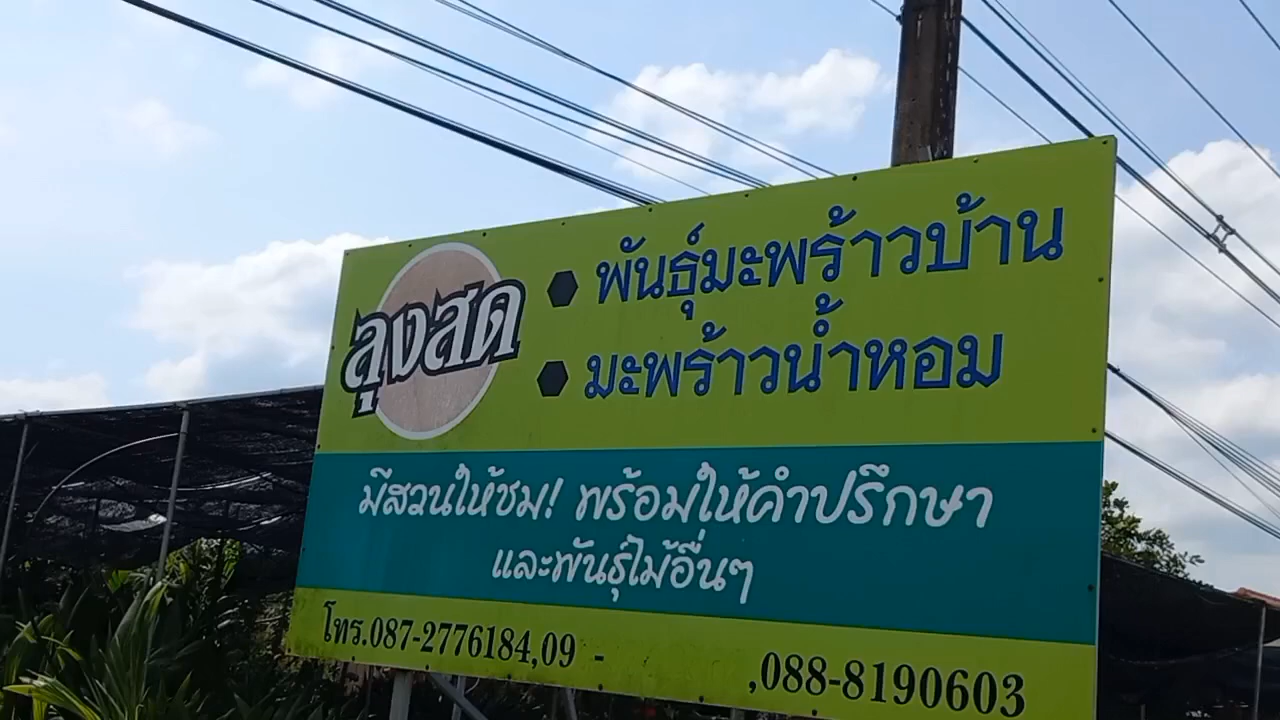 ลุงสด
พันธุ์มะพร้าวบ้าน
มะพร้าวน้ำหอม
มีสวนให้ชม! พร้อมให้คำปรึกษา
และพันธุ์ไม้อื่นๆ
โทร.087-2776184,09 - ,088-8190603